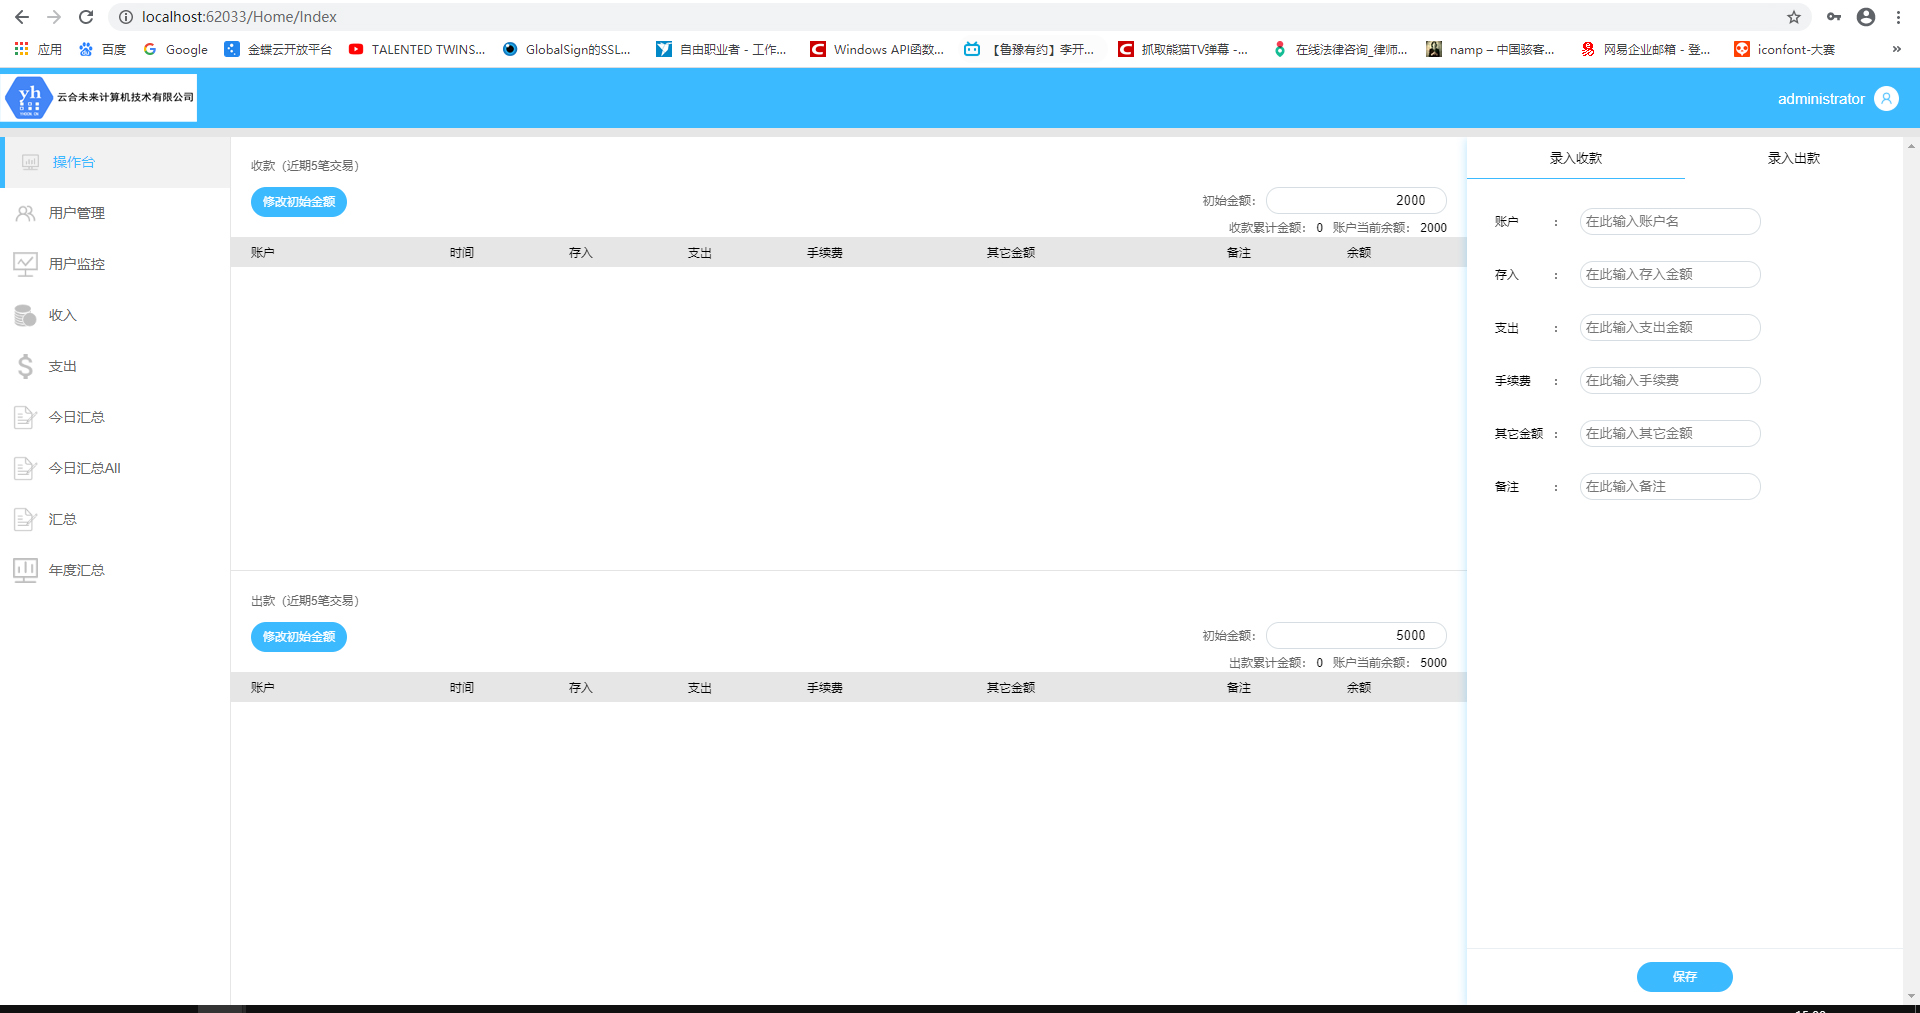 localhost:62033/Home/Index
应用 百度 Google 金蝶云开放平台 TALENTED TWINS... GlobalSign的SSL... 自由职业者 - 工作... Windows API函数... 【鲁豫有约】李开... 抓取熊猫TV弹幕 -... 在线法律咨询_律师... namp – 中国骇客... 网易企业邮箱 - 登... iconfont-大赛 »
yh 云合未来计算机技术有限公司
administrator
操作台
用户管理
用户监控
收入
支出
今日汇总
今日汇总All
汇总
年度汇总
收款（近期5笔交易）
修改初始金额
初始金额： 2000
收款累计金额： 0 账户当前余额： 2000
账户 时间 存入 支出 手续费 其它金额 备注 余额
出款（近期5笔交易）
修改初始金额
初始金额： 5000
出款累计金额： 0 账户当前余额： 5000
账户 时间 存入 支出 手续费 其它金额 备注 余额
录入收款 录入出款
账户 ： 在此输入账户名
存入 ： 在此输入存入金额
支出 ： 在此输入支出金额
手续费 ： 在此输入手续费
其它金额 ： 在此输入其它金额
备注 ： 在此输入备注
保存